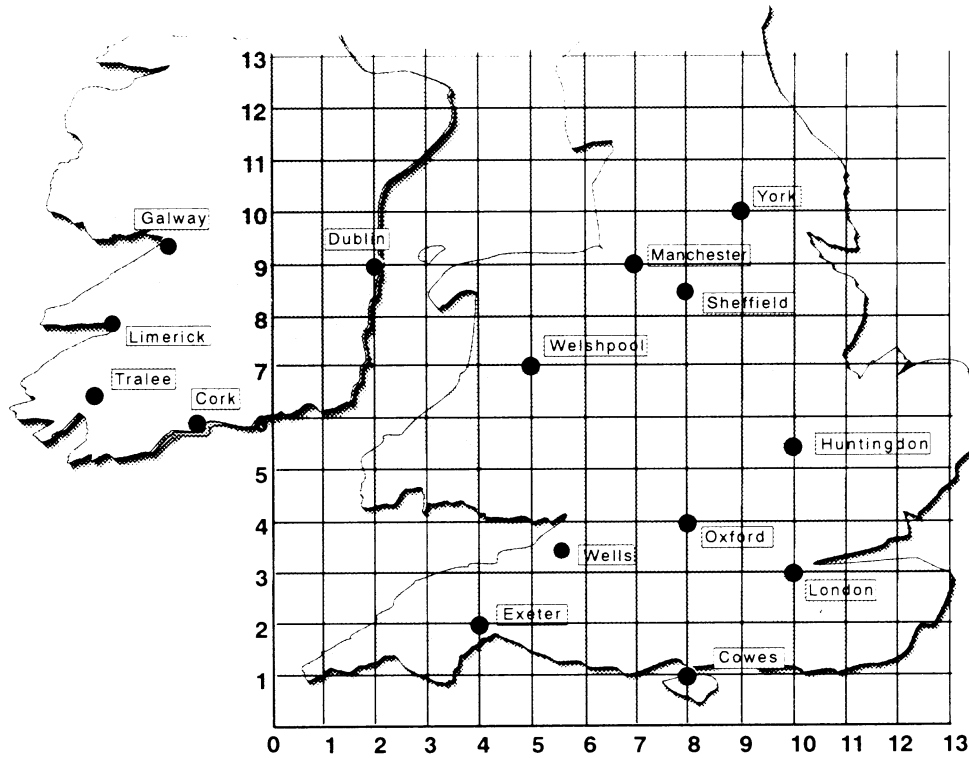 13
12
11
10
9
8
7
6
5
4
3
2
1
Galway
Dublin
York
Manchester
Sheffield
Limerick
Welshpool
Tralee
Cork
Huntingdon
Oxford
Wells
London
Exeter
Cowes
0 1 2 3 4 5 6 7 8 9 10 11 12 13